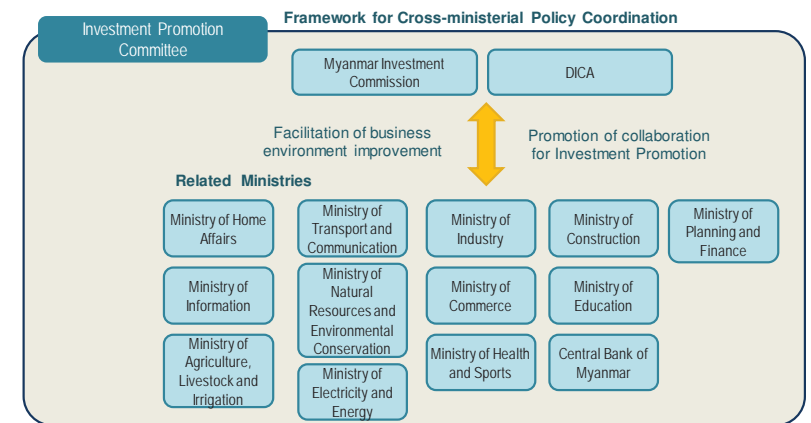 Framework for Cross-ministerial Policy Coordination
Investment Promotion
Committee
Myanmar Investment
Commission
DICA
Facilitation of business
environment improvement
Promotion of collaboration
for Investment Promotion
Related Ministries
Ministry of Home
Affairs
Ministry of
Transport and
Communication
Ministry of
Industry
Ministry of
Construction
Ministry of
Planning and
Finance
Ministry of
Information
Ministry of
Natural
Resources and
Environmental
Conservation
Ministry of
Commerce
Ministry of
Education
Ministry of
Agriculture,
Livestock and
Irrigation
Ministry of
Electricity and
Energy
Ministry of Health
and Sports
Central Bank of
Myanmar